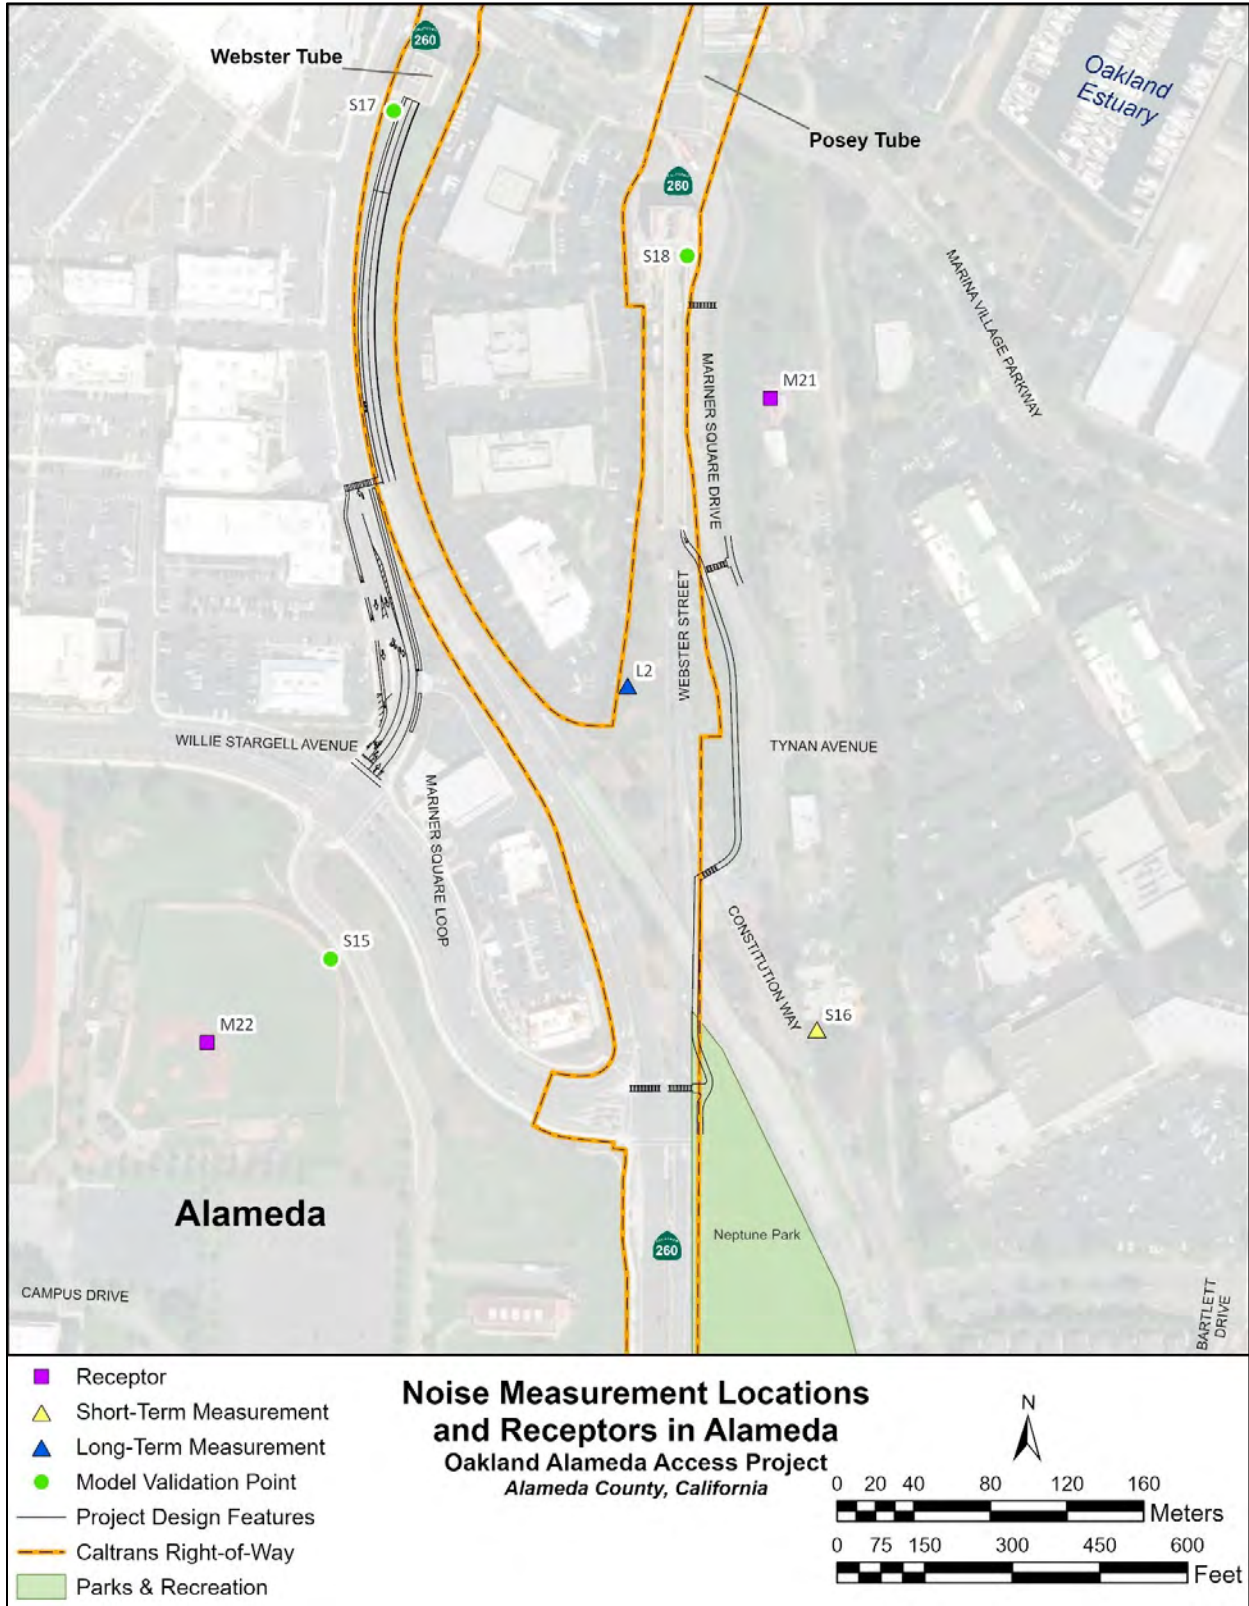 260
Webster Tube
S17
Oakland
Estuary
Posey Tube
260
S18
MARINA VILLAGE PARKWAY
M21
MARINER SQUARE DRIVE
WEBSTER STREET
L2
WILLIE STARGELL AVENUE
TYNAN AVENUE
MARINER SQUARE LOOP
S15
CONSTITUTION WAY
S16
M22
Alameda
Neptune Park
260
CAMPUS DRIVE
BARTLETT
DRIVE
Receptor
Short-Term Measurement
Long-Term Measurement
Model Validation Point
Project Design Features
Caltrans Right-of-Way
Parks & Recreation
Noise Measurement Locations
and Receptors in Alameda
Oakland Alameda Access Project
Alameda County, California
N
0 20 40 80 120 160
Meters
0 75 150 300 450 600
Feet